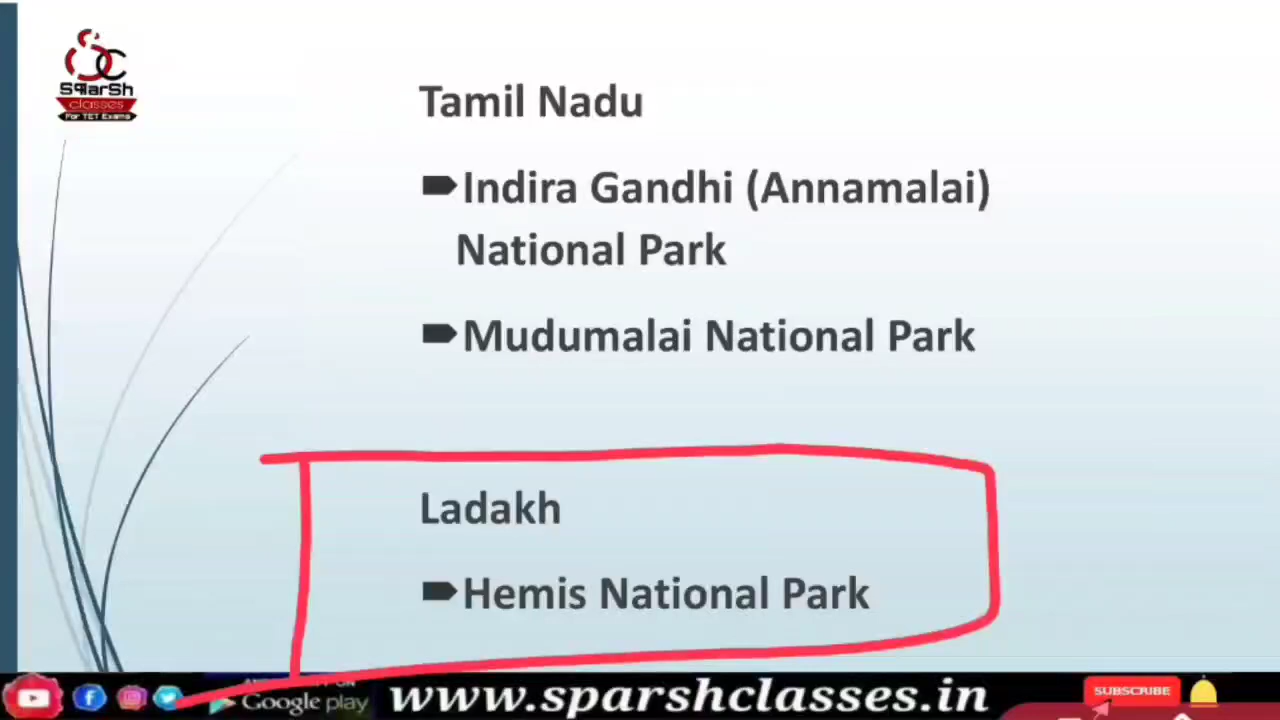 SपarSh
classes
For TET Exams
Tamil Nadu
Indira Gandhi (Annamalai)
National Park
Mudumalai National Park
Ladakh
Hemis National Park
Google play
www.sparshclasses.in
SUBSCRIBE